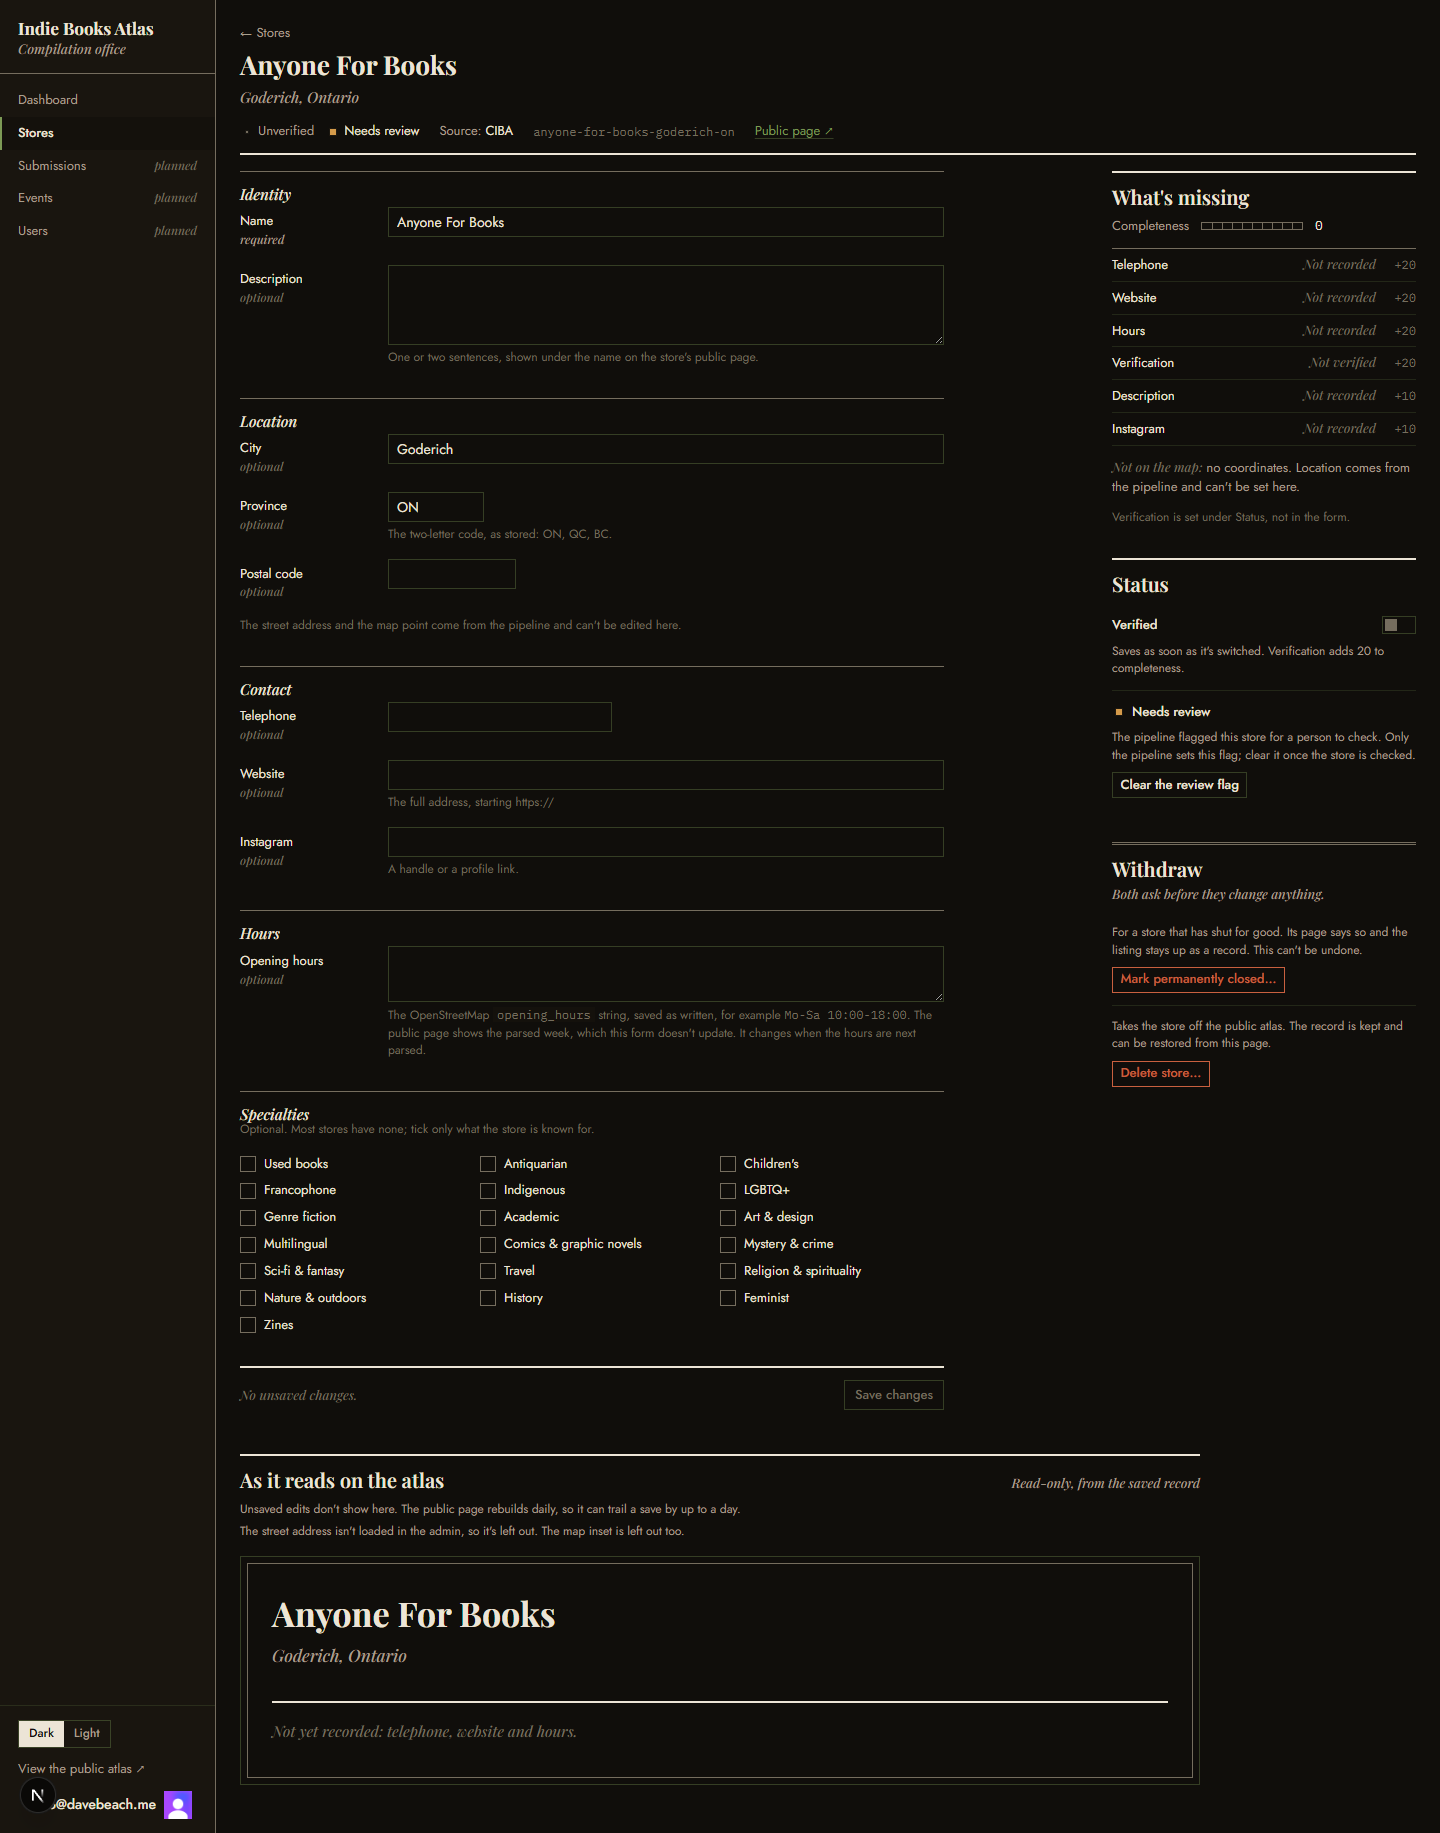 Indie Books Atlas
Compilation office
Dashboard
Stores
Submissions planned
Events planned
Users planned
← Stores
Anyone For Books
Goderich, Ontario
Unverified Needs review Source: CIBA anyone-for-books-goderich-on Public page ↗
Identity
Name
required
Anyone For Books
Description
optional
One or two sentences, shown under the name on the store's public page.
Location
City
optional
Goderich
Province
optional
ON
The two-letter code, as stored: ON, QC, BC.
Postal code
optional
The street address and the map point come from the pipeline and can't be edited here.
Contact
Telephone
optional
Website
optional
The full address, starting https://
Instagram
optional
A handle or a profile link.
Hours
Opening hours
optional
The OpenStreetMap opening_hours string, saved as written, for example Mo-Sa 10:00-18:00. The
public page shows the parsed week, which this form doesn't update. It changes when the hours are next
parsed.
Specialties
Optional. Most stores have none; tick only what the store is known for.
Used books Antiquarian Children's
Francophone Indigenous LGBTQ+
Genre fiction Academic Art & design
Multilingual Comics & graphic novels Mystery & crime
Sci-fi & fantasy Travel Religion & spirituality
Nature & outdoors History Feminist
Zines
No unsaved changes. Save changes
What's missing
Completeness 0
Telephone Not recorded +20
Website Not recorded +20
Hours Not recorded +20
Verification Not verified +20
Description Not recorded +10
Instagram Not recorded +10
Not on the map: no coordinates. Location comes from
the pipeline and can't be set here.
Verification is set under Status, not in the form.
Status
Verified
Saves as soon as it's switched. Verification adds 20 to
completeness.
Needs review
The pipeline flagged this store for a person to check. Only
the pipeline sets this flag; clear it once the store is checked.
Clear the review flag
Withdraw
Both ask before they change anything.
For a store that has shut for good. Its page says so and the
listing stays up as a record. This can't be undone.
Mark permanently closed…
Takes the store off the public atlas. The record is kept and
can be restored from this page.
Delete store…
As it reads on the atlas Read-only, from the saved record
Unsaved edits don't show here. The public page rebuilds daily, so it can trail a save by up to a day.
The street address isn't loaded in the admin, so it's left out. The map inset is left out too.
Anyone For Books
Goderich, Ontario
Not yet recorded: telephone, website and hours.
Dark Light
View the public atlas ↗
N
@davebeach.me